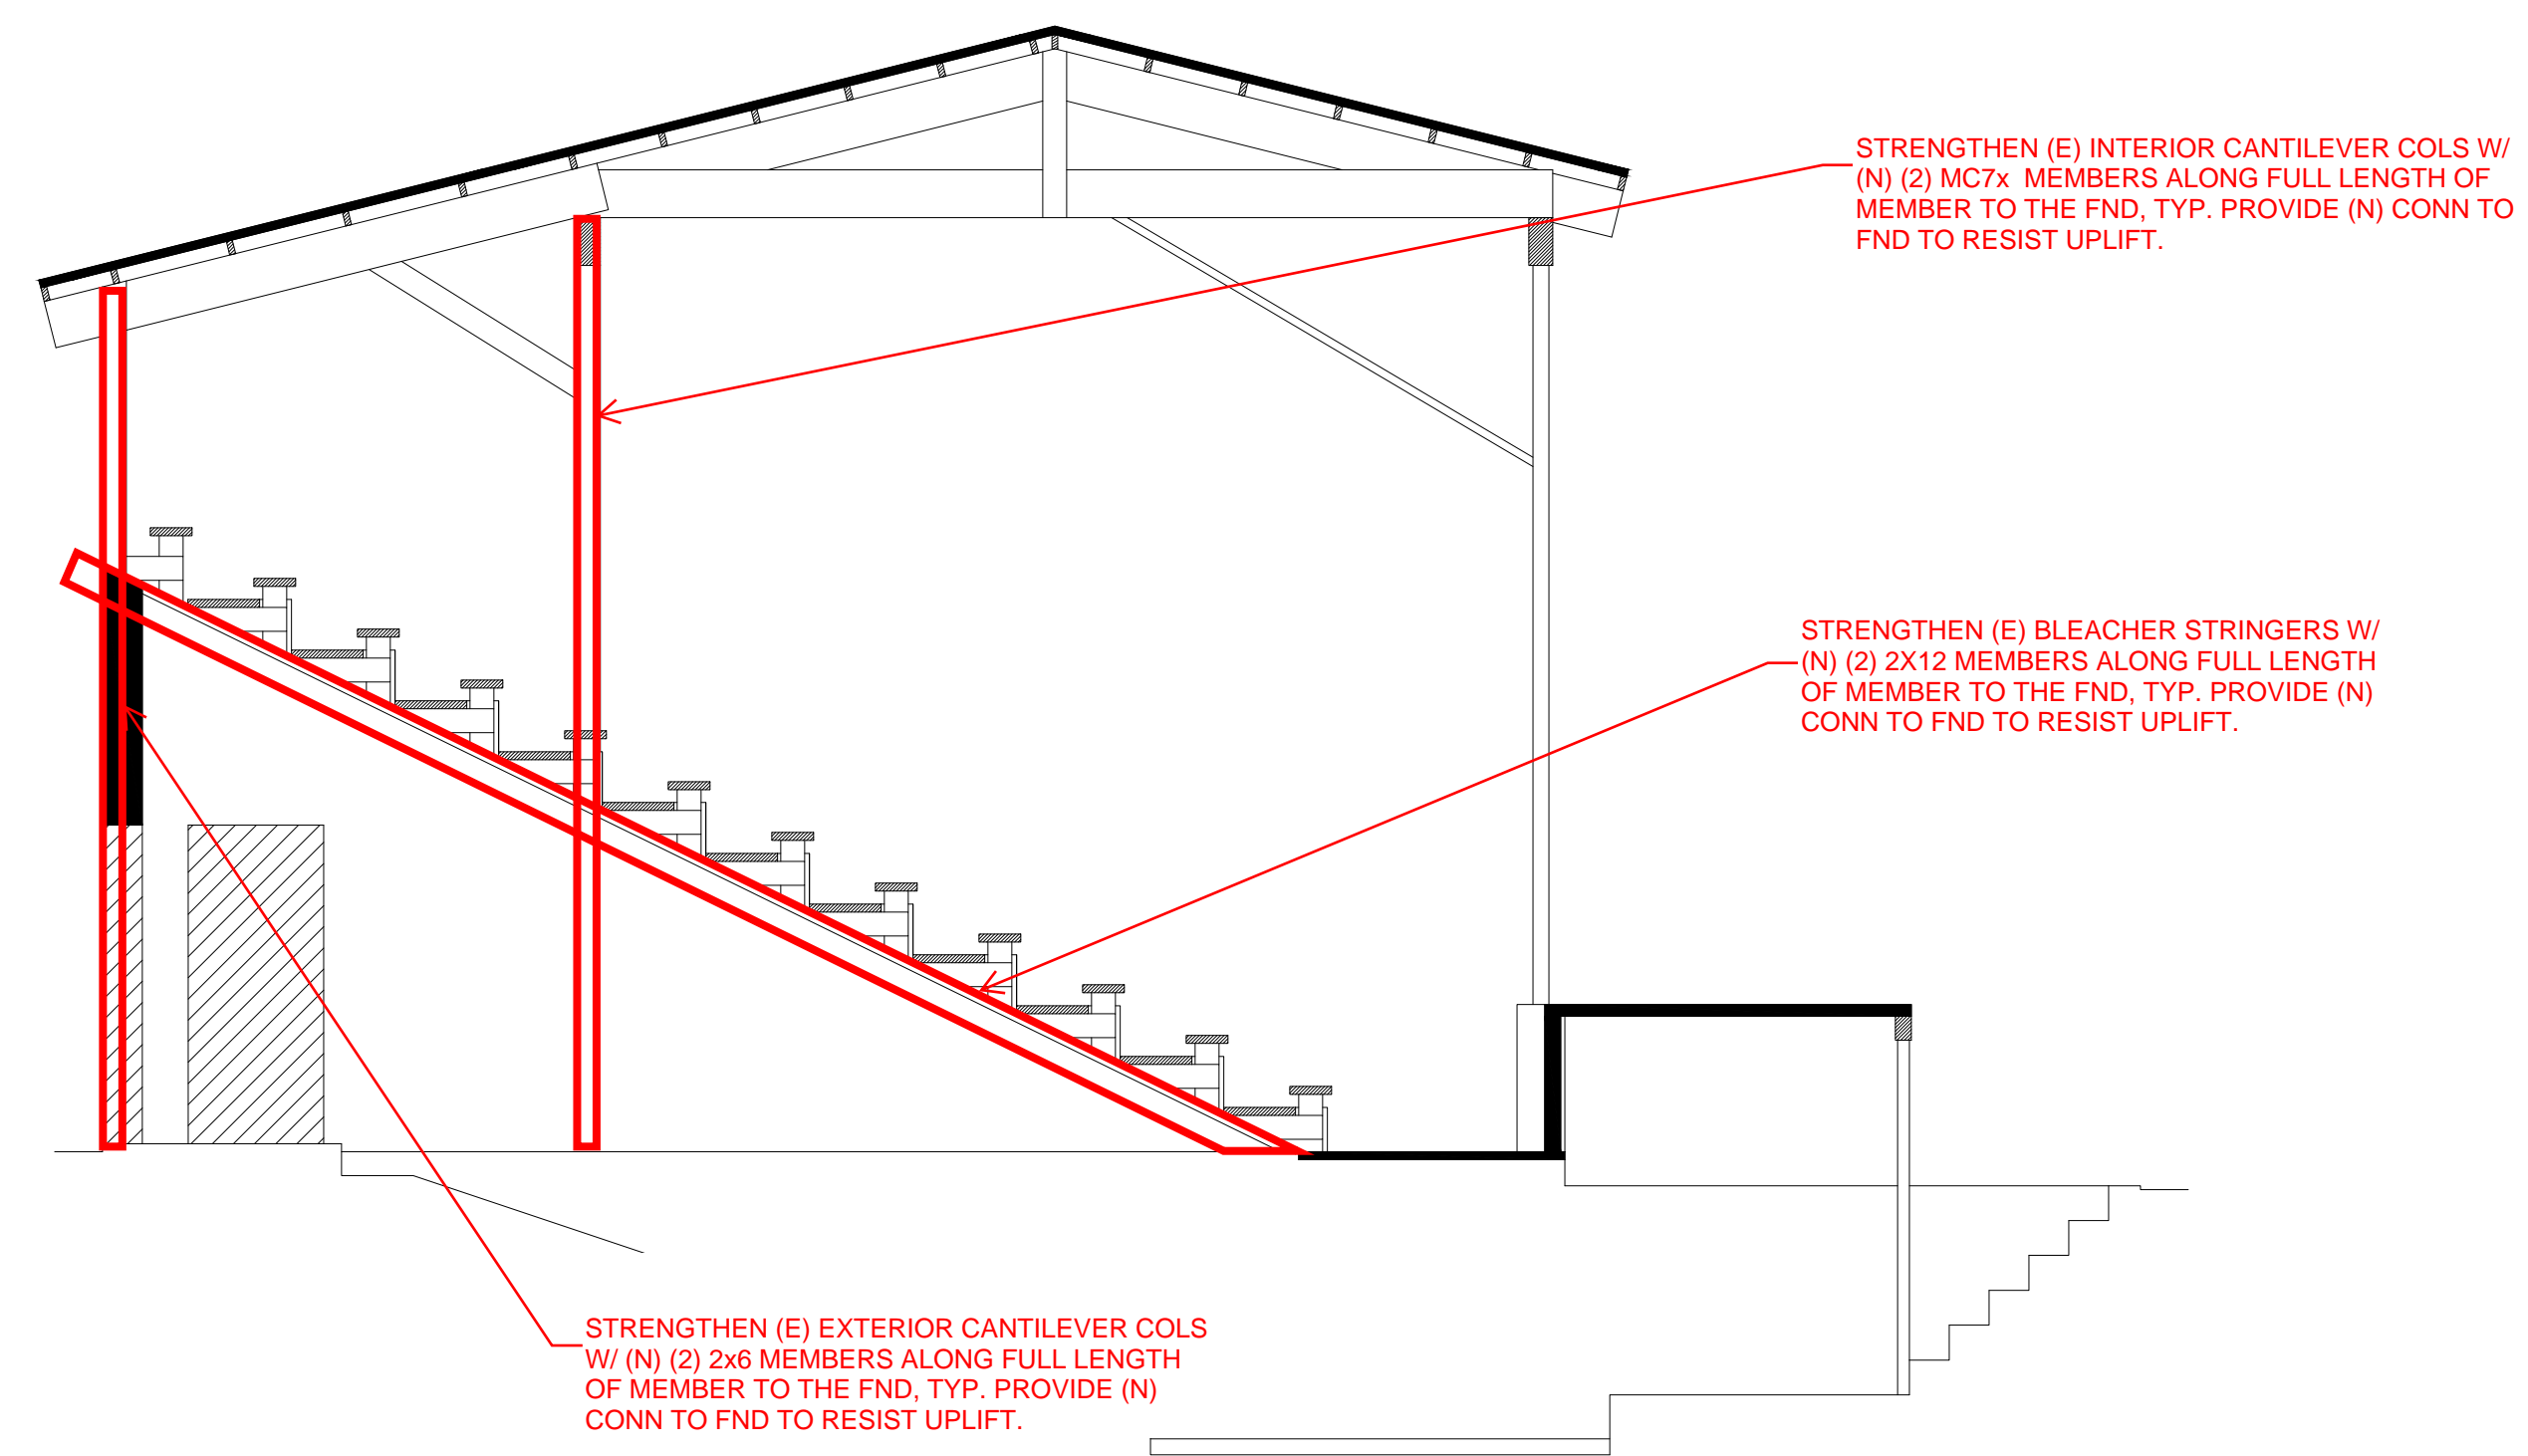 STRENGTHEN (E) INTERIOR CANTILEVER COLS W/
(N) (2) MC7x MEMBERS ALONG FULL LENGTH OF
MEMBER TO THE FND, TYP. PROVIDE (N) CONN TO
FND TO RESIST UPLIFT.
STRENGTHEN (E) BLEACHER STRINGERS W/
(N) (2) 2X12 MEMBERS ALONG FULL LENGTH
OF MEMBER TO THE FND, TYP. PROVIDE (N)
CONN TO FND TO RESIST UPLIFT.
STRENGTHEN (E) EXTERIOR CANTILEVER COLS
W/ (N) (2) 2x6 MEMBERS ALONG FULL LENGTH
OF MEMBER TO THE FND, TYP. PROVIDE (N)
CONN TO FND TO RESIST UPLIFT.